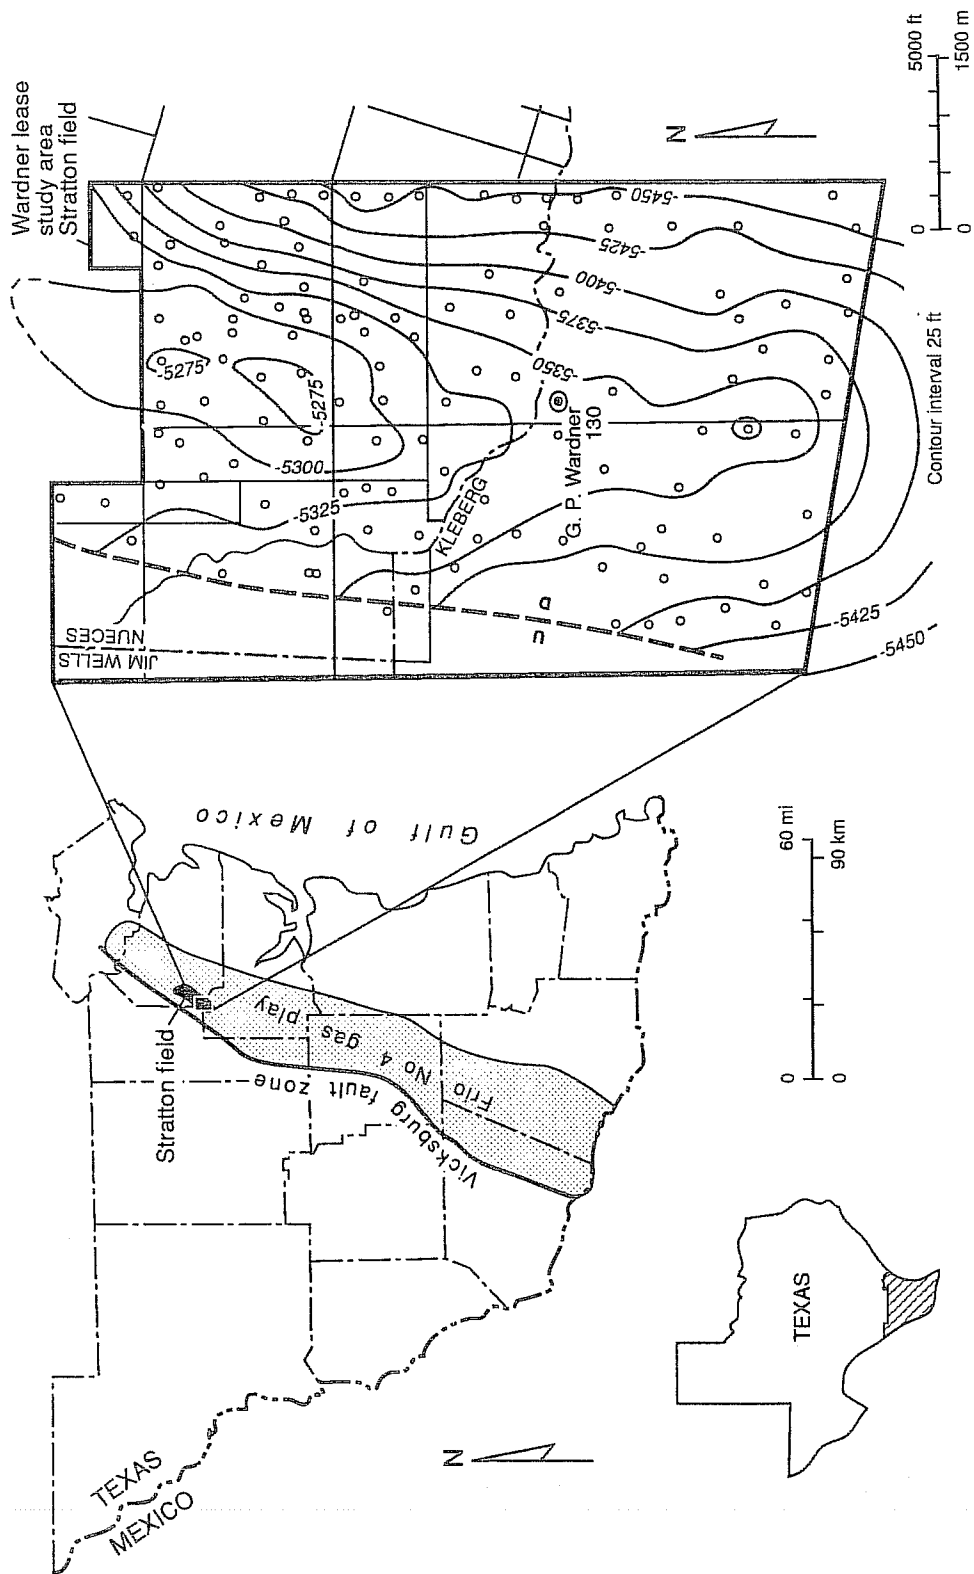 Wardner lease
study area
Stratton field
N
5000 ft
0
1500 m
0
Contour interval 25 ft
-5275
-5275
-5300
-5325
-5350
-5375
-5400
-5425
-5450
-5425
-5450
JIM WELLS
NUECES
KLEBERG
G. P. Wardner
130
U
D
Gulf of Mexico
Stratton field
Frio No 4 gas play
Vicksburg fault zone
60 mi
0
90 km
0
TEXAS
MEXICO
N
TEXAS